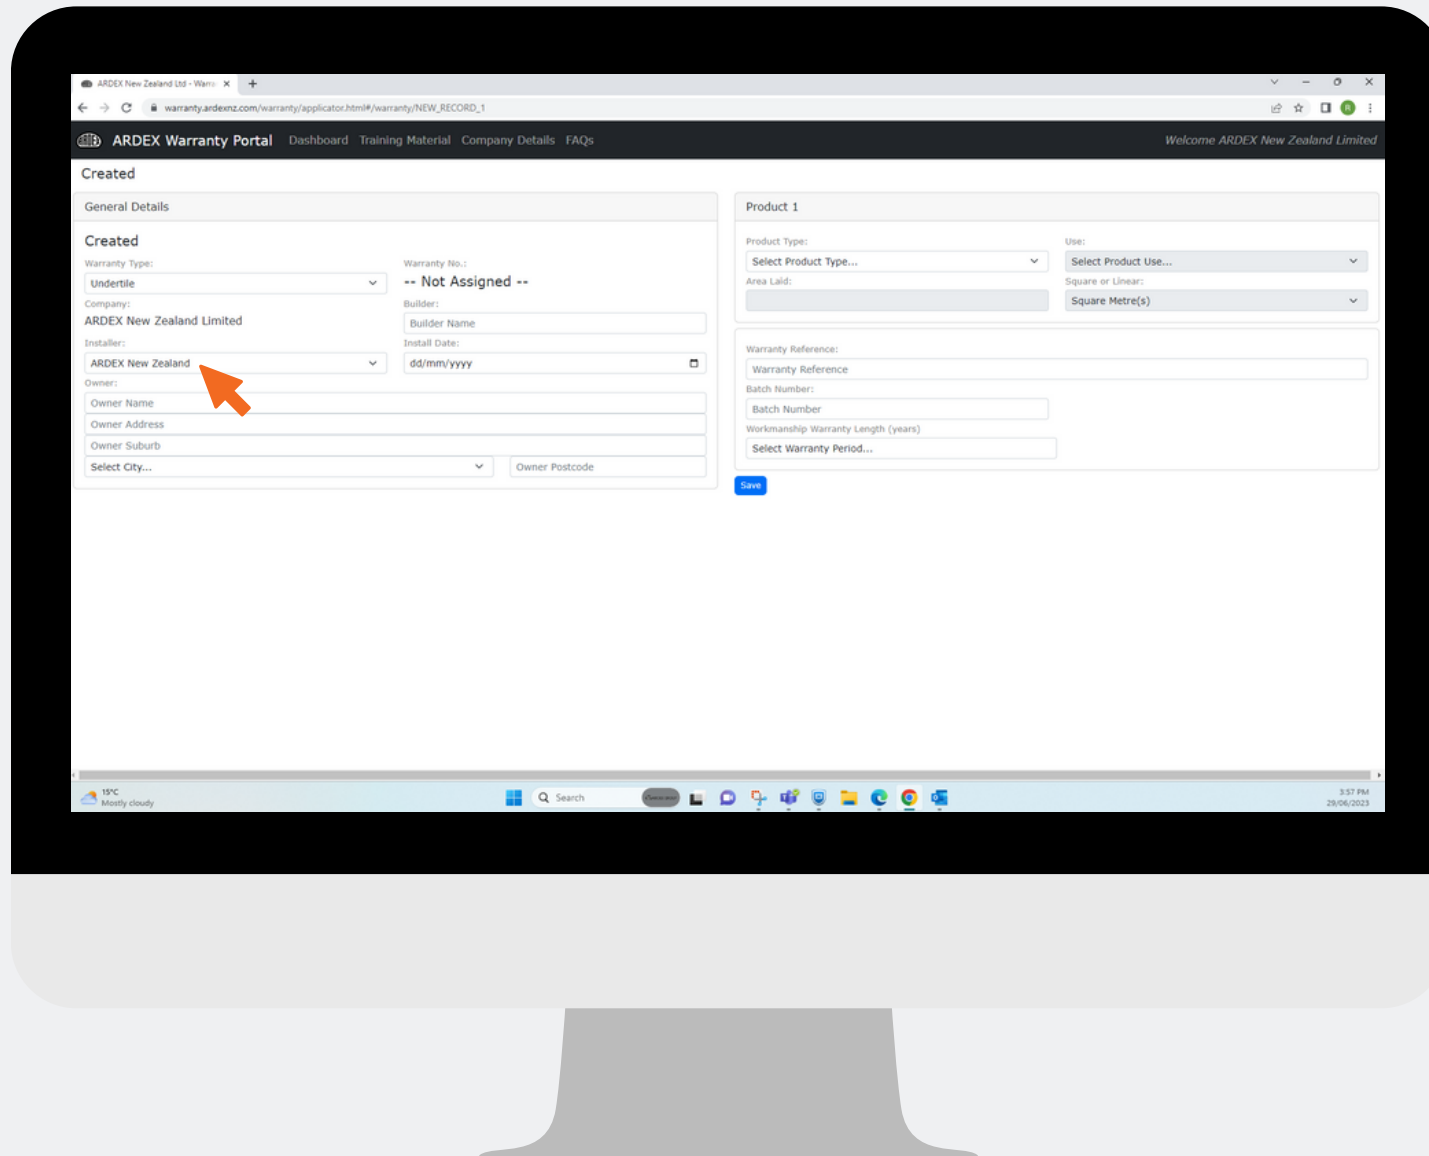 ARDEX New Zealand Ltd - Warra
warranty.ardexnz.com/warranty/applicator.html#/warranty/NEW_RECORD_1
R
ARDEX Warranty Portal Dashboard Training Material Company Details FAQs Welcome ARDEX New Zealand Limited
Created
General Details
Created
Warranty Type:
Undertile
Warranty No.:
-- Not Assigned --
Company:
ARDEX New Zealand Limited
Builder:
Builder Name
Installer:
ARDEX New Zealand
Install Date:
dd/mm/yyyy
Owner:
Owner Name
Owner Address
Owner Suburb
Select City...
Owner Postcode
Product 1
Product Type:
Select Product Type...
Use:
Select Product Use...
Area Laid:
Square or Linear:
Square Metre(s)
Warranty Reference:
Warranty Reference
Batch Number:
Batch Number
Workmanship Warranty Length (years)
Select Warranty Period...
Save
15°C
Mostly cloudy
Search
3:57 PM
29/06/2023